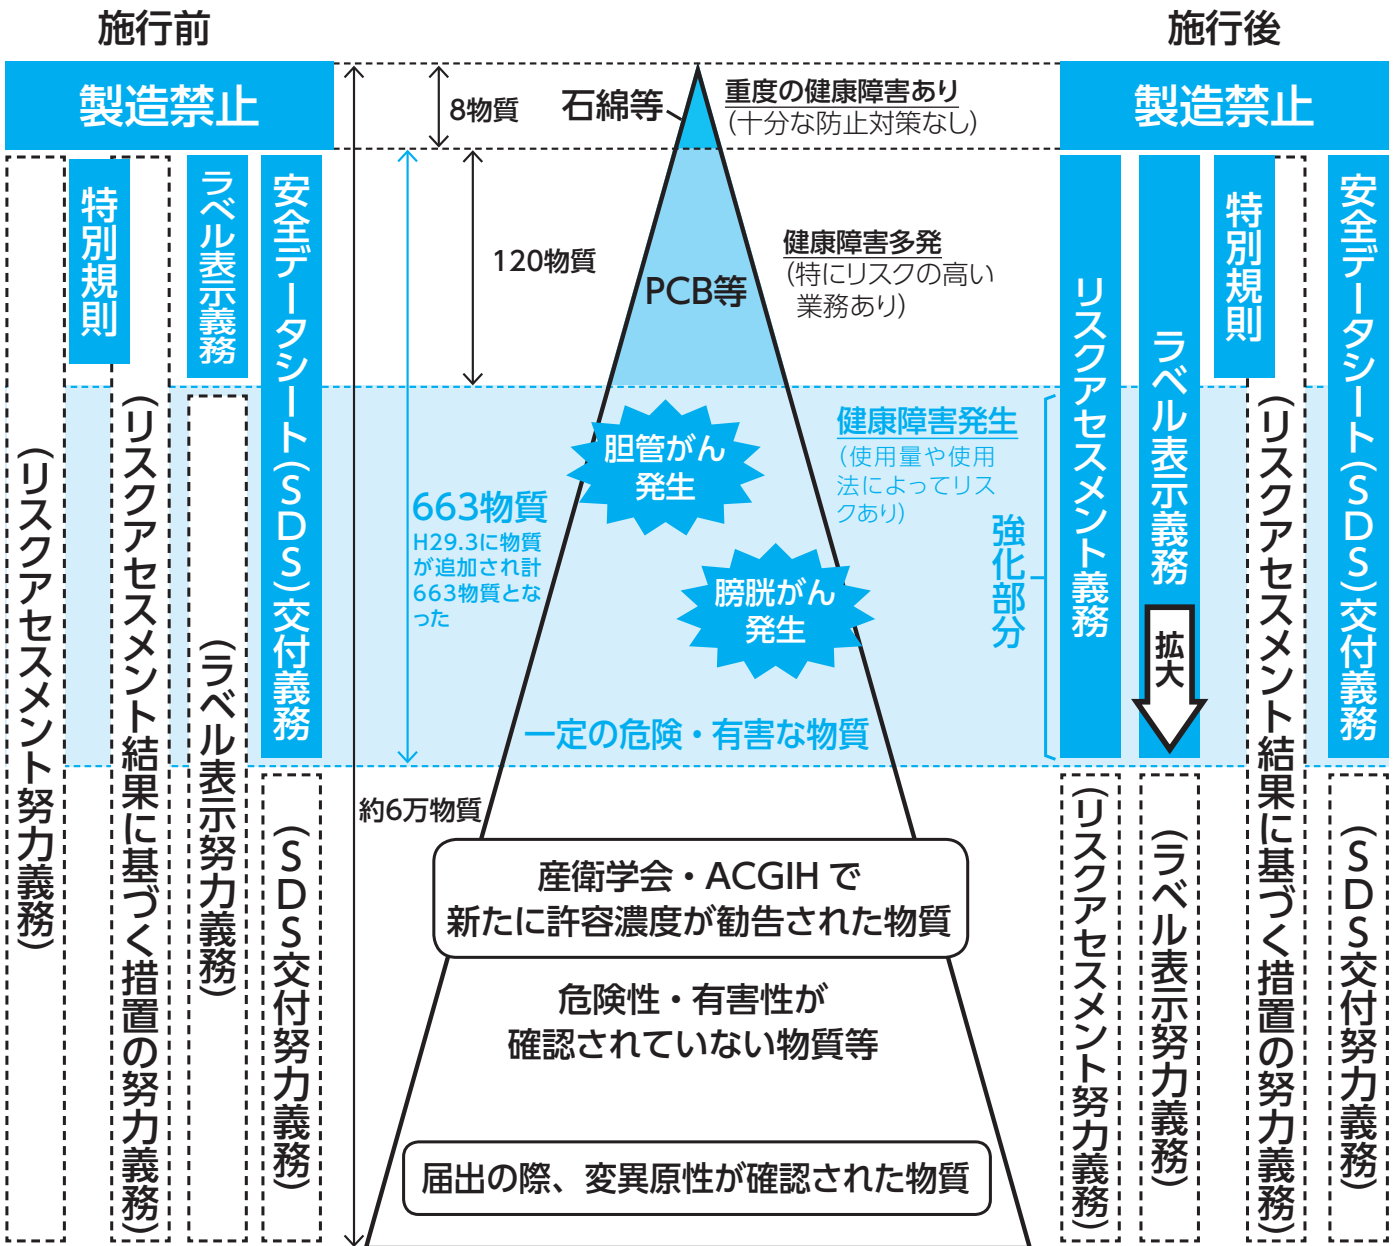 施行前
施行後
製造禁止
8物質
石綿等
重度の健康障害あり
(十分な防止対策なし)
製造禁止
(リスクアセスメント努力義務)
特別規則
(リスクアセスメント結果に基づく措置の努力義務)
ラベル表示義務
(ラベル表示努力義務)
安全データシート(SDS)交付義務
(SDS交付努力義務)
120物質
PCB等
健康障害多発
(特にリスクの高い
業務あり)
663物質
H29.3に物質
が追加され計
663物質とな
った
胆管がん
発生
健康障害発生
(使用量や使用
法によってリス
クあり)
強化部分
膀胱がん
発生
一定の危険・有害な物質
約6万物質
産衛学会・ACGIH で
新たに許容濃度が勧告された物質
危険性・有害性が
確認されていない物質等
届出の際、変異原性が確認された物質
リスクアセスメント義務
(リスクアセスメント努力義務)
ラベル表示義務
拡大
(ラベル表示努力義務)
特別規則
(リスクアセスメント結果に基づく措置の努力義務)
安全データシート(SDS)交付義務
(SDS交付努力義務)